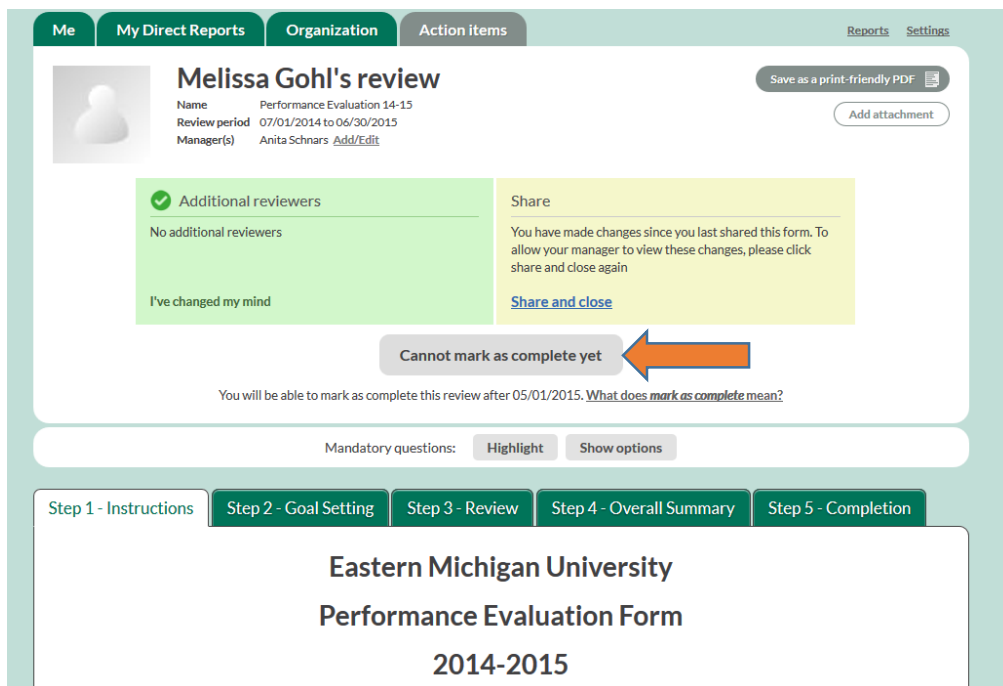 Me My Direct Reports Organization Action items Reports Settings
Melissa Gohl's review
Save as a print-friendly PDF
Name Performance Evaluation 14-15
Review period 07/01/2014 to 06/30/2015
Manager(s) Anita Schnars Add/Edit
Add attachment
Additional reviewers
No additional reviewers
I've changed my mind
Share
You have made changes since you last shared this form. To
allow your manager to view these changes, please click
share and close again
Share and close
Cannot mark as complete yet
You will be able to mark as complete this review after 05/01/2015. What does mark as complete mean?
Mandatory questions: Highlight Show options
Step 1 - Instructions Step 2 - Goal Setting Step 3 - Review Step 4 - Overall Summary Step 5 - Completion
Eastern Michigan University
Performance Evaluation Form
2014-2015